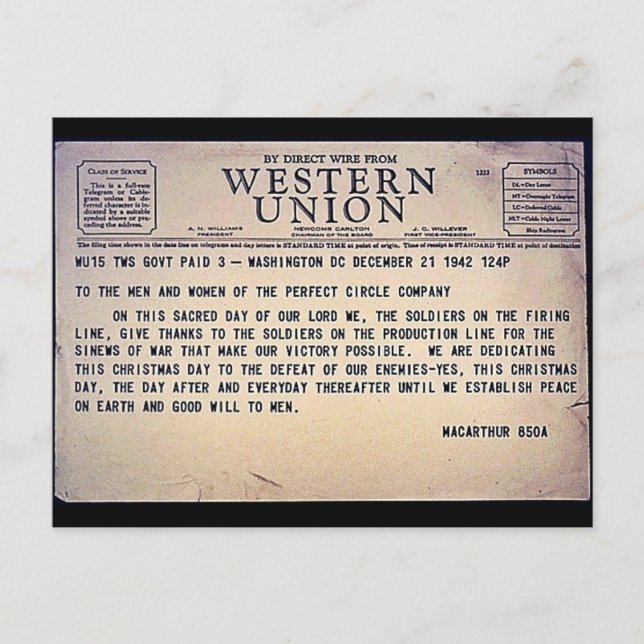 BY DIRECT WIRE FROM
WESTERN
UNION
1223
CLASS OF SERVICE
This is a full-rate
Telegram or Cable-
gram unless its de-
ferred character is in-
dicated by a suitable
symbol above or pre-
ceding the address.
A. N. WILLIAMS
PRESIDENT
NEWCOMB CARLTON
CHAIRMAN OF THE BOARD
J. C. WILLEVER
FIRST VICE-PRESIDENT
SYMBOLS
DL = Day Letter
NT = Overnight Telegram
LC = Deferred Cable
NLT = Cable Night Letter
Ship Radiogram
The filing time shown in the date line on telegrams and day letters is STANDARD TIME at point of origin. Time of receipt is STANDARD TIME at point of destination
WU15 TWS GOVT PAID 3 — WASHINGTON DC DECEMBER 21 1942 124P
TO THE MEN AND WOMEN OF THE PERFECT CIRCLE COMPANY
ON THIS SACRED DAY OF OUR LORD WE, THE SOLDIERS ON THE FIRING
LINE, GIVE THANKS TO THE SOLDIERS ON THE PRODUCTION LINE FOR THE
SINEWS OF WAR THAT MAKE OUR VICTORY POSSIBLE. WE ARE DEDICATING
THIS CHRISTMAS DAY TO THE DEFEAT OF OUR ENEMIES-YES, THIS CHRISTMAS
DAY, THE DAY AFTER AND EVERYDAY THEREAFTER UNTIL WE ESTABLISH PEACE
ON EARTH AND GOOD WILL TO MEN.
MACARTHUR 850A